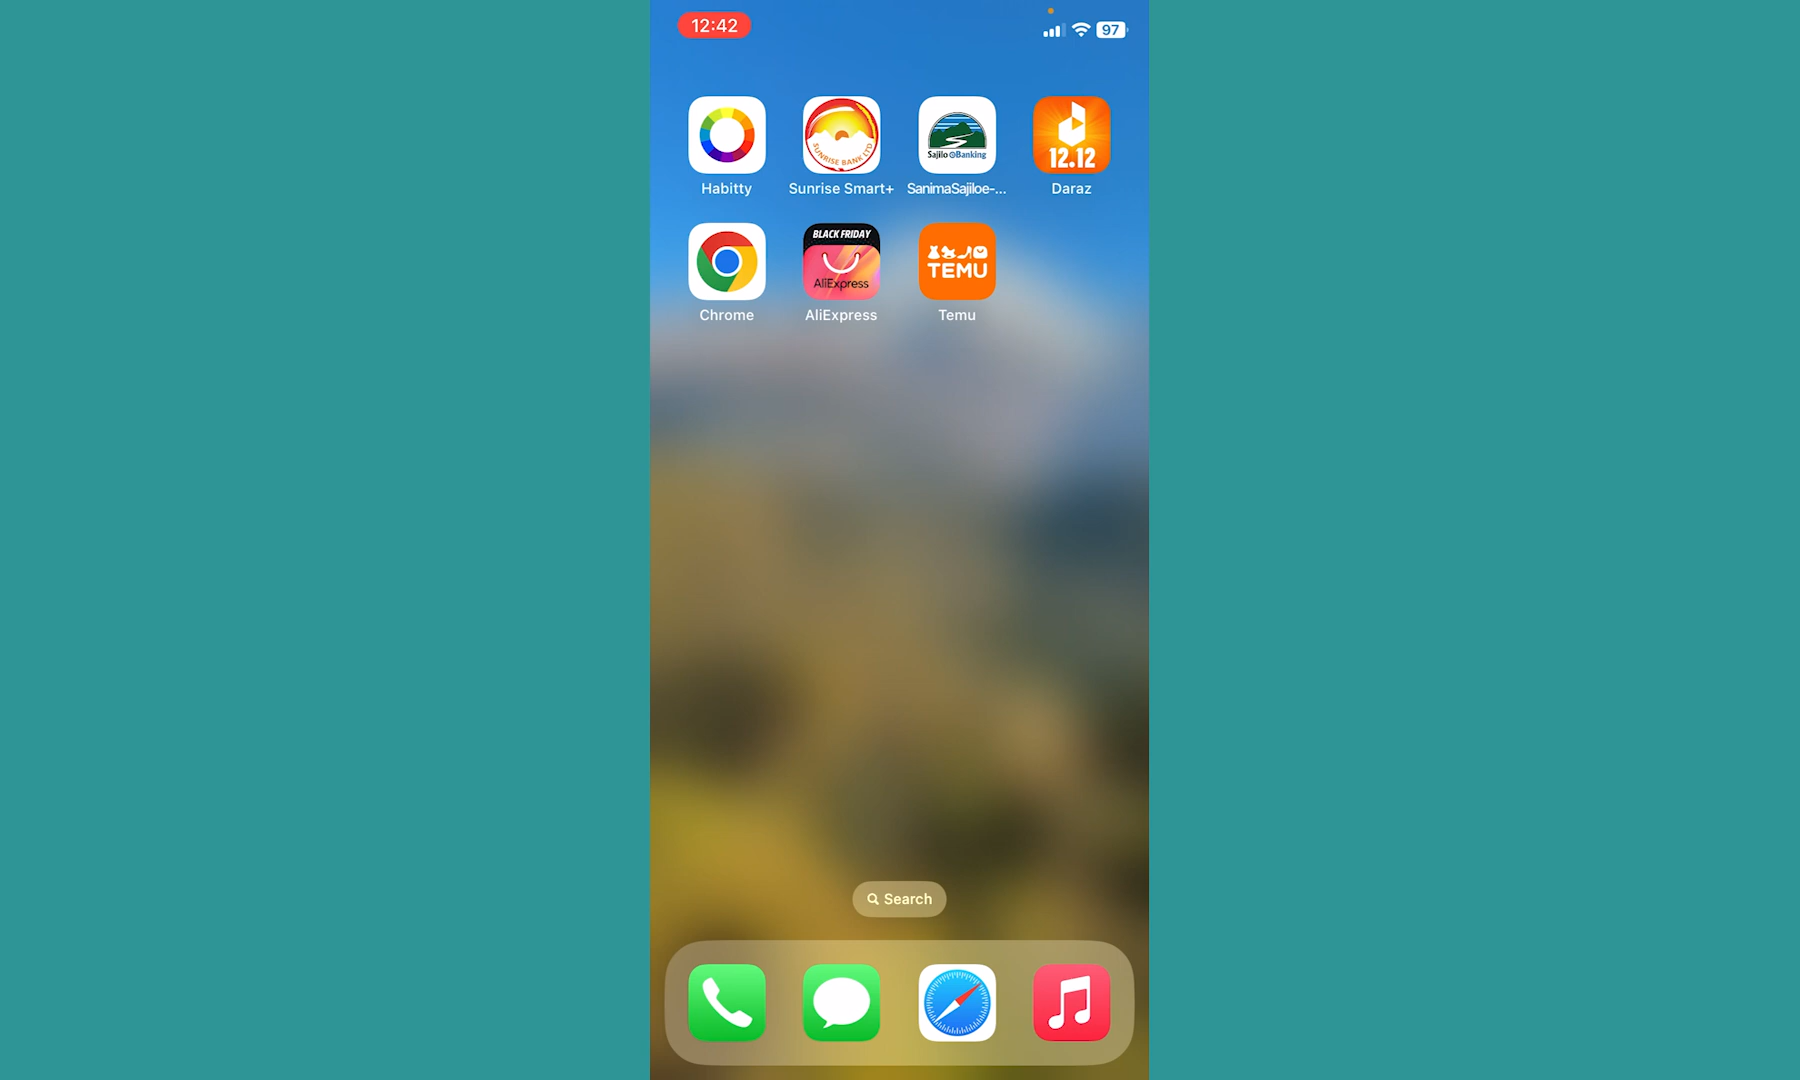 12:42
97
SUNRISE BANK LTD
Sajilo e-Banking
12.12
Habitty
Sunrise Smart+
SanimaSajiloe-...
Daraz
BLACK FRIDAY
AliExpress
TEMU
Chrome
AliExpress
Temu
Search